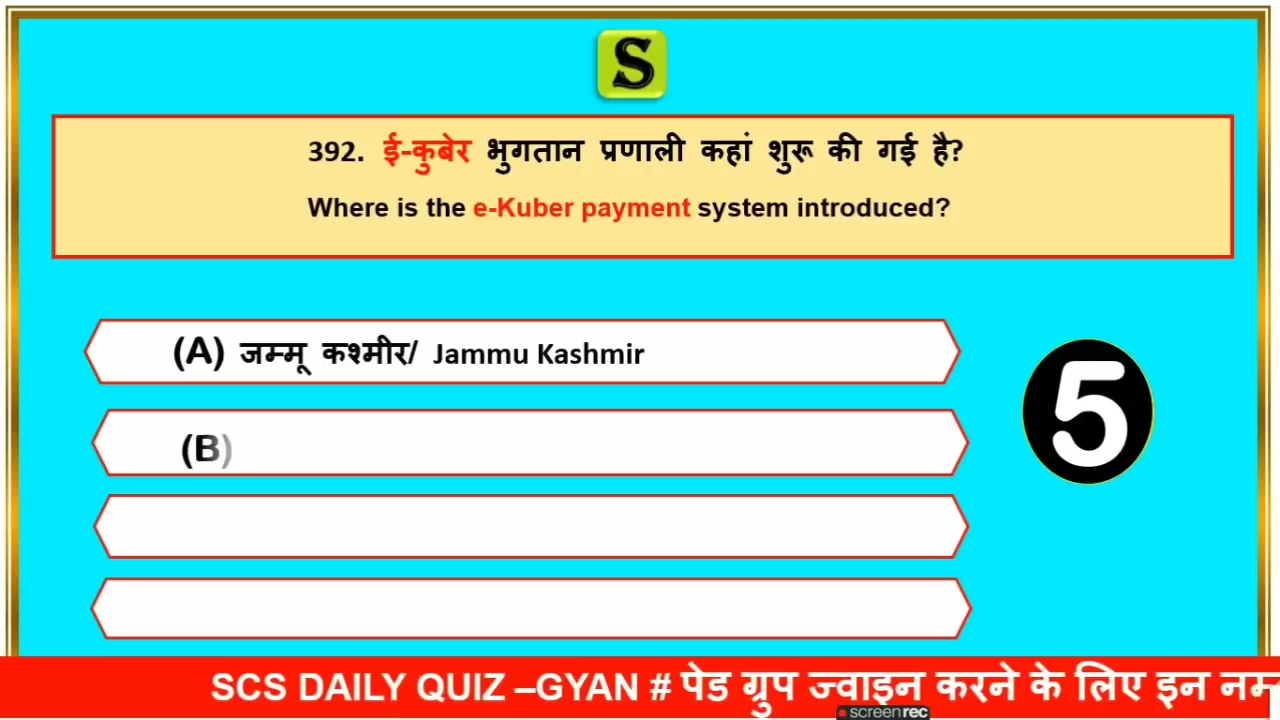 S
392. ई-कुबेर भुगतान प्रणाली कहां शुरू की गई है?
Where is the e-Kuber payment system introduced?
(A) जम्मू कश्मीर/ Jammu Kashmir
5
(B)
SCS DAILY QUIZ –GYAN # पेड ग्रुप ज्वाइन करने के लिए इन
screenrec